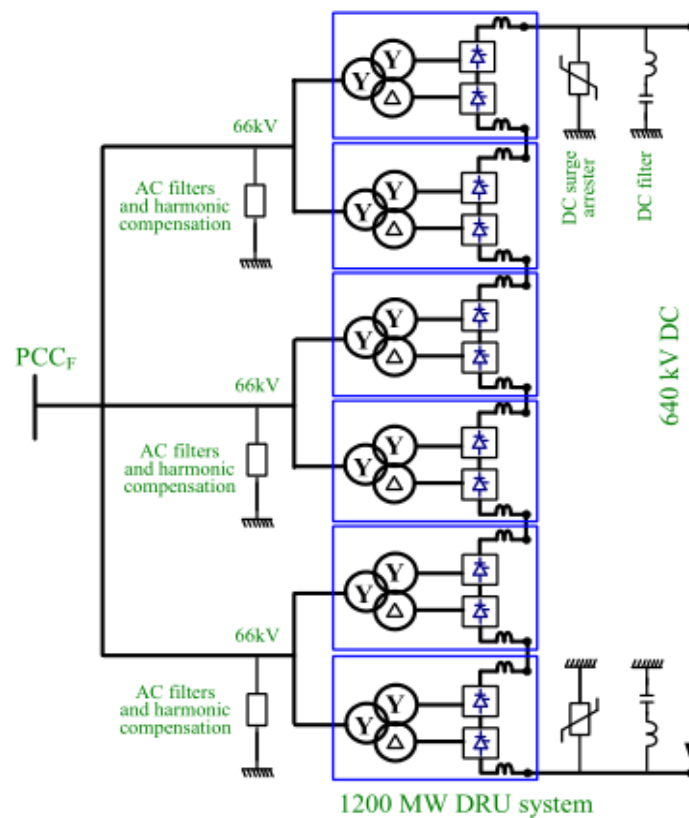 66kV
AC filters
and harmonic
compensation
PCC_F
66kV
AC filters
and harmonic
compensation
66kV
AC filters
and harmonic
compensation
Y
Y
Δ
Y
Y
Δ
Y
Y
Δ
Y
Y
Δ
Y
Y
Δ
Y
Y
Δ
DC surge
arrester
DC filter
640 kV DC
1200 MW DRU system